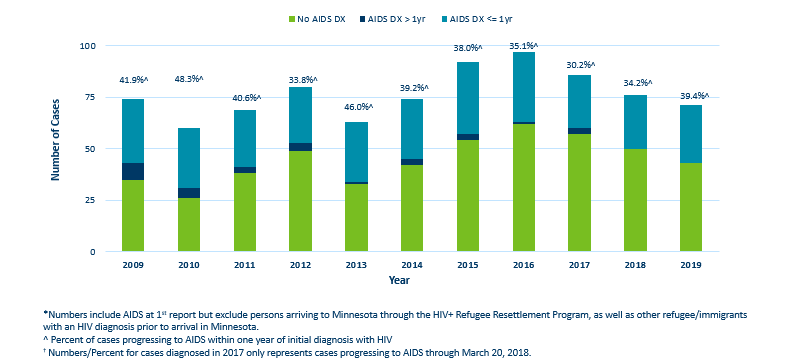 No AIDS DX AIDS DX > 1yr AIDS DX <= 1yr
100
75
50
25
0
Number of Cases
41.9%^
48.3%^
40.6%^
33.8%^
46.0%^
39.2%^
38.0%^
35.1%^
30.2%^
34.2%^
39.4%^
2009 2010 2011 2012 2013 2014 2015 2016 2017 2018 2019
Year
*Numbers include AIDS at 1st report but exclude persons arriving to Minnesota through the HIV+ Refugee Resettlement Program, as well as other refugee/immigrants
with an HIV diagnosis prior to arrival in Minnesota.
^ Percent of cases progressing to AIDS within one year of initial diagnosis with HIV
† Numbers/Percent for cases diagnosed in 2017 only represents cases progressing to AIDS through March 20, 2018.